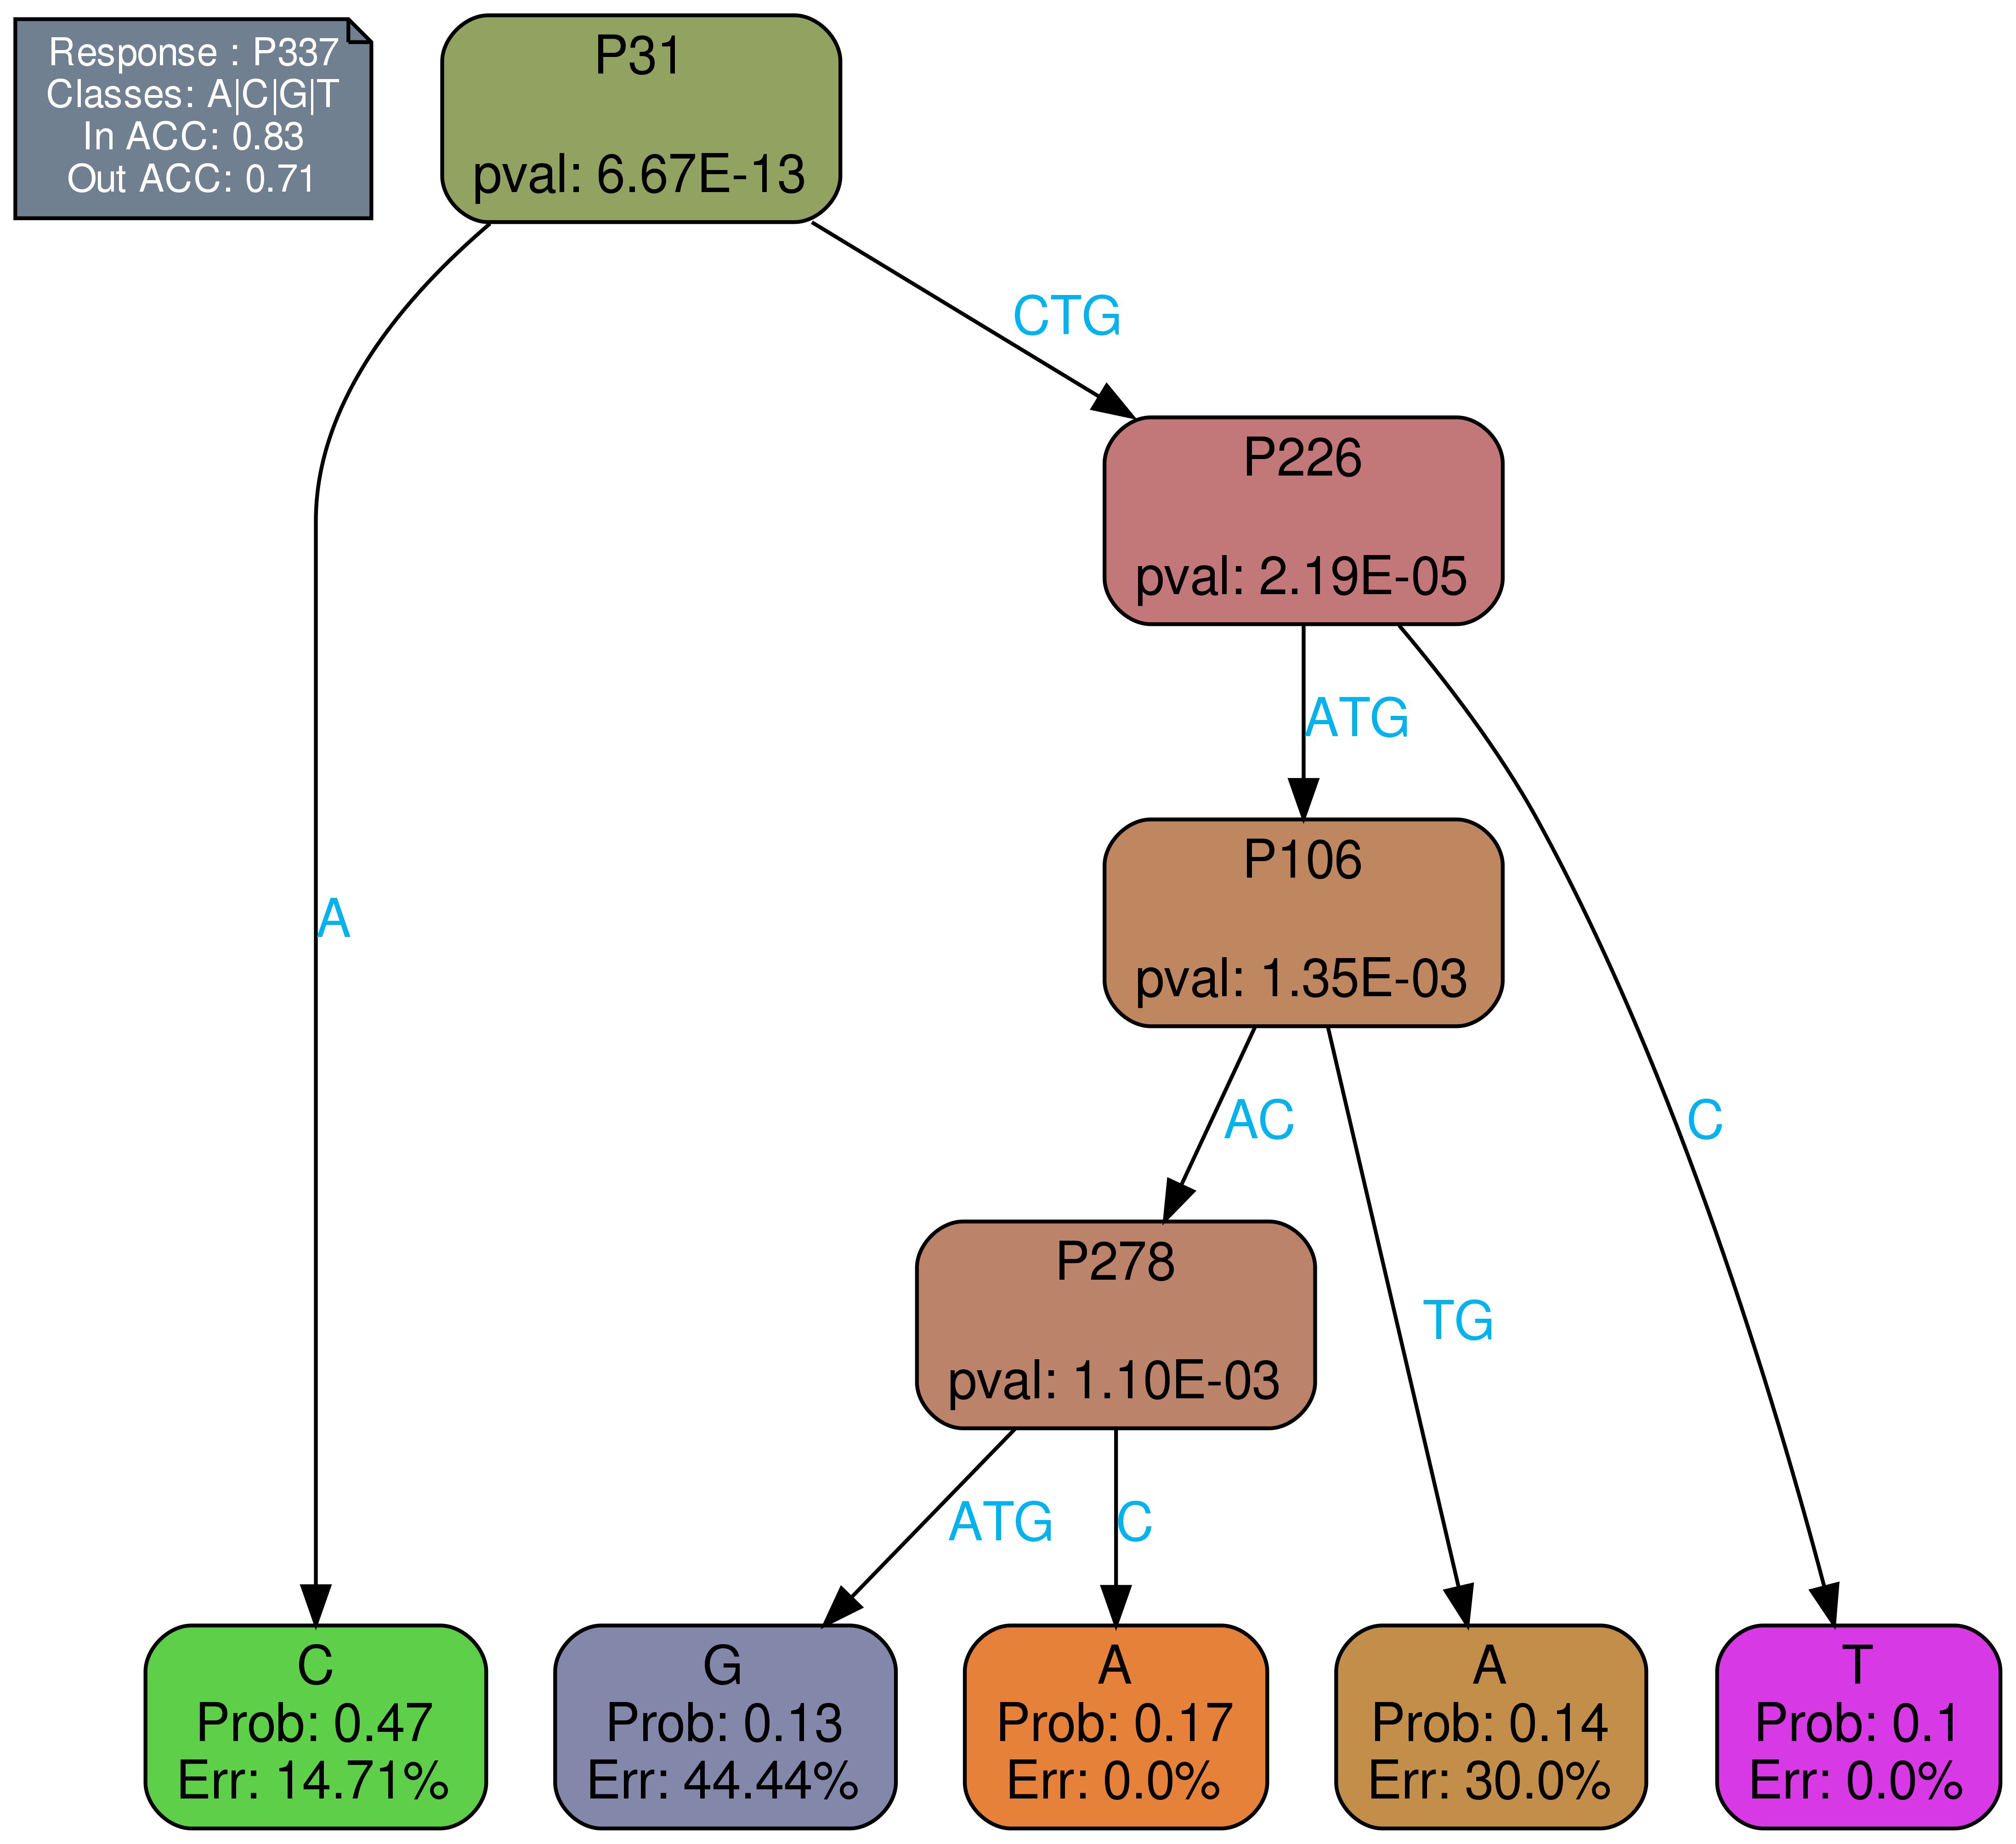 Response : P337
Classes: A|C|G|T
In ACC: 0.83
Out ACC: 0.71
P31
pval: 6.67E-13
CTG
P226
pval: 2.19E-05
ATG
P106
pval: 1.35E-03
A
AC
C
P278
pval: 1.10E-03
TG
ATG
C
C
Prob: 0.47
Err: 14.71%
G
Prob: 0.13
Err: 44.44%
A
Prob: 0.17
Err: 0.0%
A
Prob: 0.14
Err: 30.0%
T
Prob: 0.1
Err: 0.0%